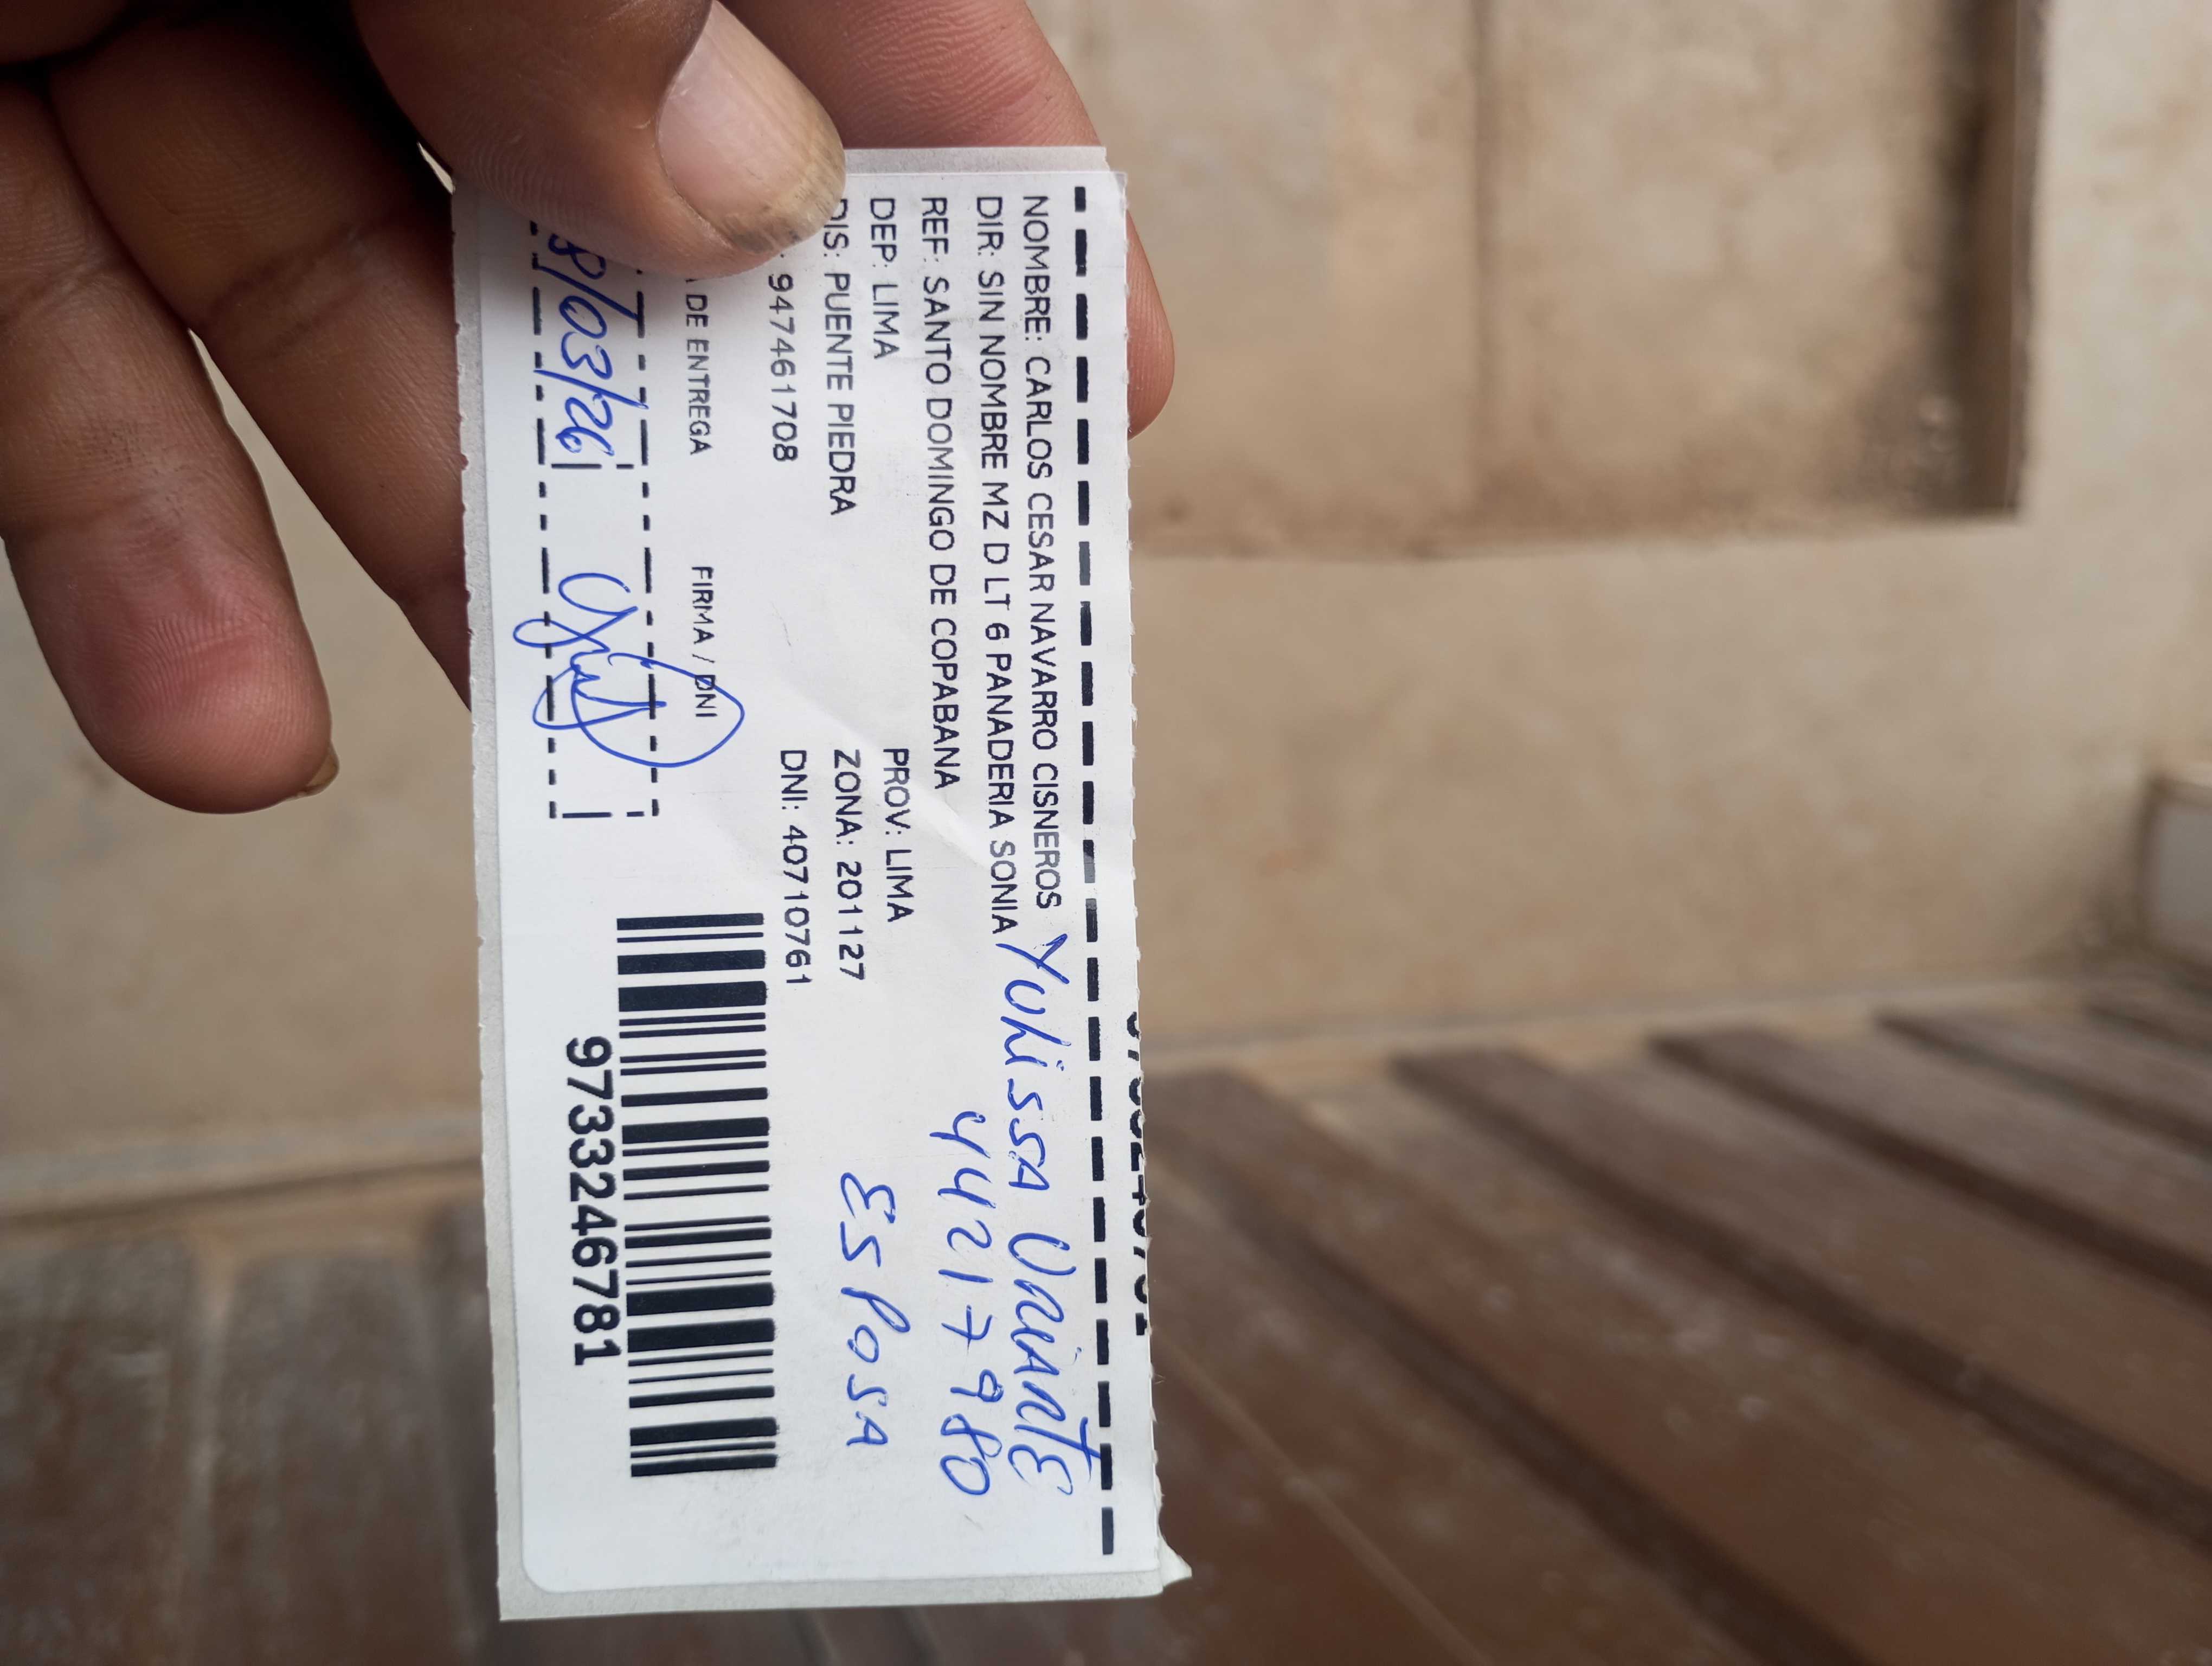 NOMBRE: CARLOS CESAR NAVARRO CISNEROS
Yulissa Uriarte
DIR: SIN NOMBRE MZ D LT 6 PANADERIA SONIA
REF: SANTO DOMINGO DE COPABANA
44217980
DEP: LIMA PROV: LIMA
DIS: PUENTE PIEDRA ZONA: 201127
ESPOSA
947461708 DNI: 40710761
DE ENTREGA FIRMA / DNI
/03/26
9733246781